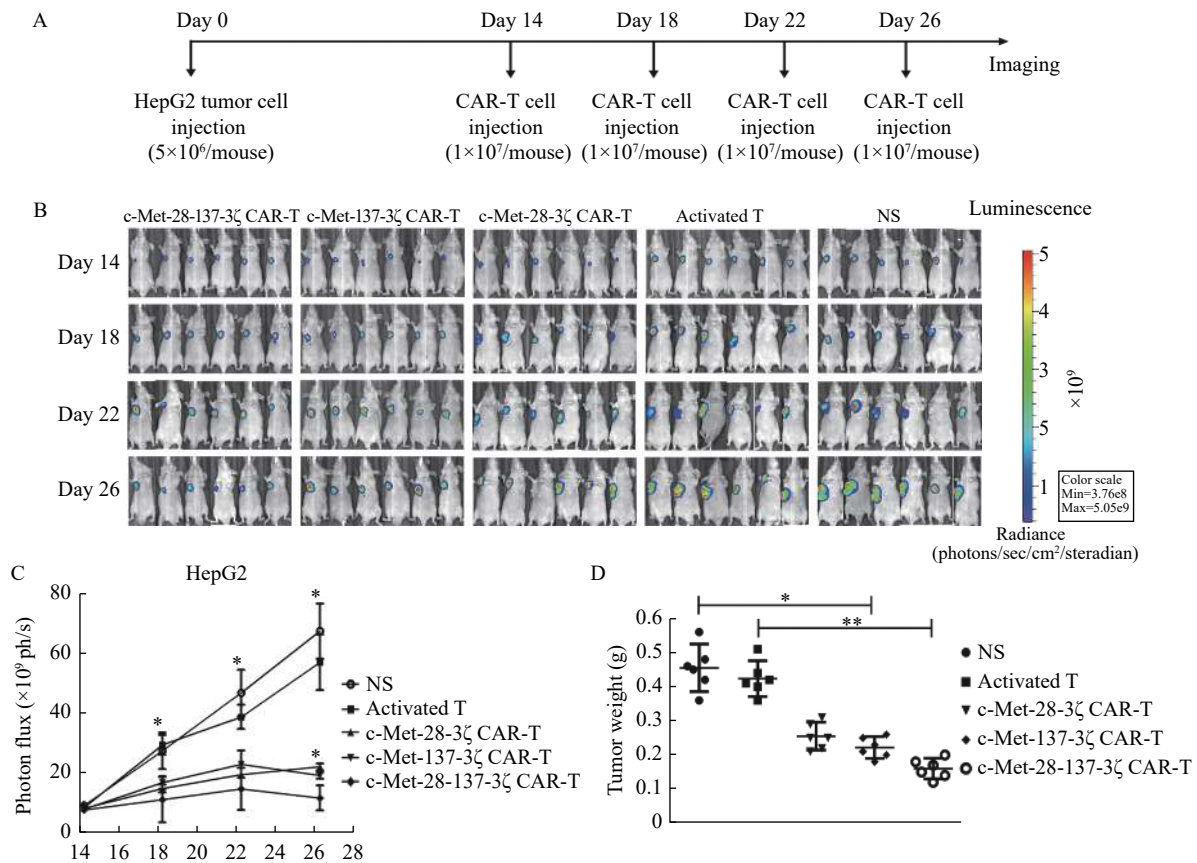 A
Day 0
Day 14
Day 18
Day 22
Day 26
Imaging
HepG2 tumor cell
injection
(5×10⁶/mouse)
CAR-T cell
injection
(1×10⁷/mouse)
CAR-T cell
injection
(1×10⁷/mouse)
CAR-T cell
injection
(1×10⁷/mouse)
CAR-T cell
injection
(1×10⁷/mouse)
B
c-Met-28-137-3ζ CAR-T
c-Met-137-3ζ CAR-T
c-Met-28-3ζ CAR-T
Activated T
NS
Luminescence
Day 14
Day 18
Day 22
Day 26
5
4
3
5
1
×10⁹
Color scale
Min=3.76e8
Max=5.05e9
Radiance
(photons/sec/cm²/steradian)
C
HepG2
Photon flux (×10⁹ ph/s)
80
60
40
20
0
14 16 18 20 22 24 26 28
*
*
*
*
NS
Activated T
c-Met-28-3ζ CAR-T
c-Met-137-3ζ CAR-T
c-Met-28-137-3ζ CAR-T
D
Tumor weight (g)
0.6
0.5
0.4
0.3
0.2
0.1
0
*
**
NS
Activated T
c-Met-28-3ζ CAR-T
c-Met-137-3ζ CAR-T
c-Met-28-137-3ζ CAR-T